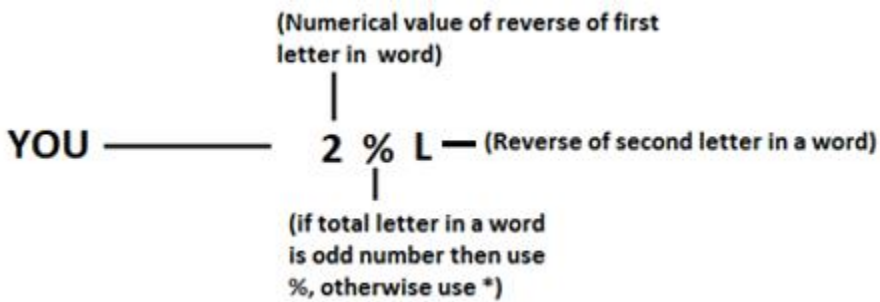 (Numerical value of reverse of first
letter in word)
YOU 2 % L (Reverse of second letter in a word)
(if total letter in a word
is odd number then use
%, otherwise use *)